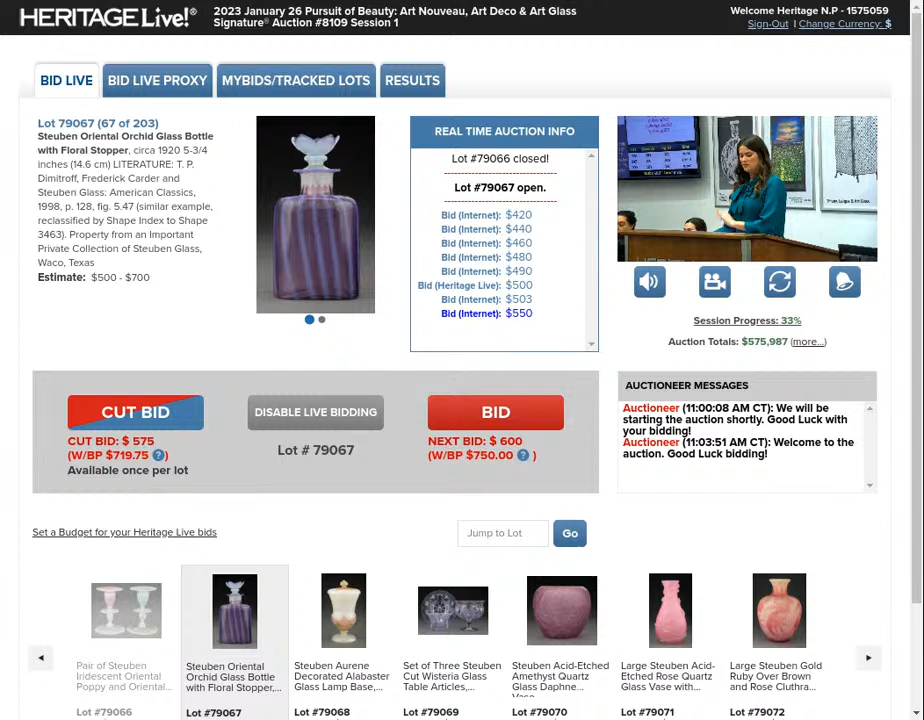 HERITAGE Live!®
2023 January 26 Pursuit of Beauty: Art Nouveau, Art Deco & Art Glass
Signature® Auction #8109 Session 1
Welcome Heritage N.P - 1575059
Sign-Out | Change Currency: $
BID LIVE
BID LIVE PROXY
MYBIDS/TRACKED LOTS
RESULTS
Lot 79067 (67 of 203)
Steuben Oriental Orchid Glass Bottle
with Floral Stopper, circa 1920 5-3/4
inches (14.6 cm) LITERATURE: T. P.
Dimitroff, Frederick Carder and
Steuben Glass: American Classics,
1998, p. 128, fig. 5.47 (similar example,
reclassified by Shape Index to Shape
3463). Property from an Important
Private Collection of Steuben Glass,
Waco, Texas
Estimate: $500 - $700
REAL TIME AUCTION INFO
Lot #79066 closed!
Lot #79067 open.
Bid (Internet): $420
Bid (Internet): $440
Bid (Internet): $460
Bid (Internet): $480
Bid (Internet): $490
Bid (Heritage Live): $500
Bid (Internet): $503
Bid (Internet): $550
Session Progress: 33%
Auction Totals: $575,987 (more...)
CUT BID
CUT BID: $ 575
(W/BP $719.75 ?)
Available once per lot
DISABLE LIVE BIDDING
Lot # 79067
BID
NEXT BID: $ 600
(W/BP $750.00 ? )
AUCTIONEER MESSAGES
Auctioneer (11:00:08 AM CT): We will be
starting the auction shortly. Good Luck with
your bidding!
Auctioneer (11:03:51 AM CT): Welcome to the
auction. Good Luck bidding!
Set a Budget for your Heritage Live bids
Jump to Lot
Go
Pair of Steuben
Iridescent Oriental
Poppy and Oriental...
Lot #79066
Steuben Oriental
Orchid Glass Bottle
with Floral Stopper,...
Lot #79067
Steuben Aurene
Decorated Alabaster
Glass Lamp Base,...
Lot #79068
Set of Three Steuben
Cut Wisteria Glass
Table Articles,...
Lot #79069
Steuben Acid-Etched
Amethyst Quartz
Glass Daphne...
Vase
Lot #79070
Large Steuben Acid-
Etched Rose Quartz
Glass Vase with...
Lot #79071
Large Steuben Gold
Ruby Over Brown
and Rose Cluthra...
Lot #79072